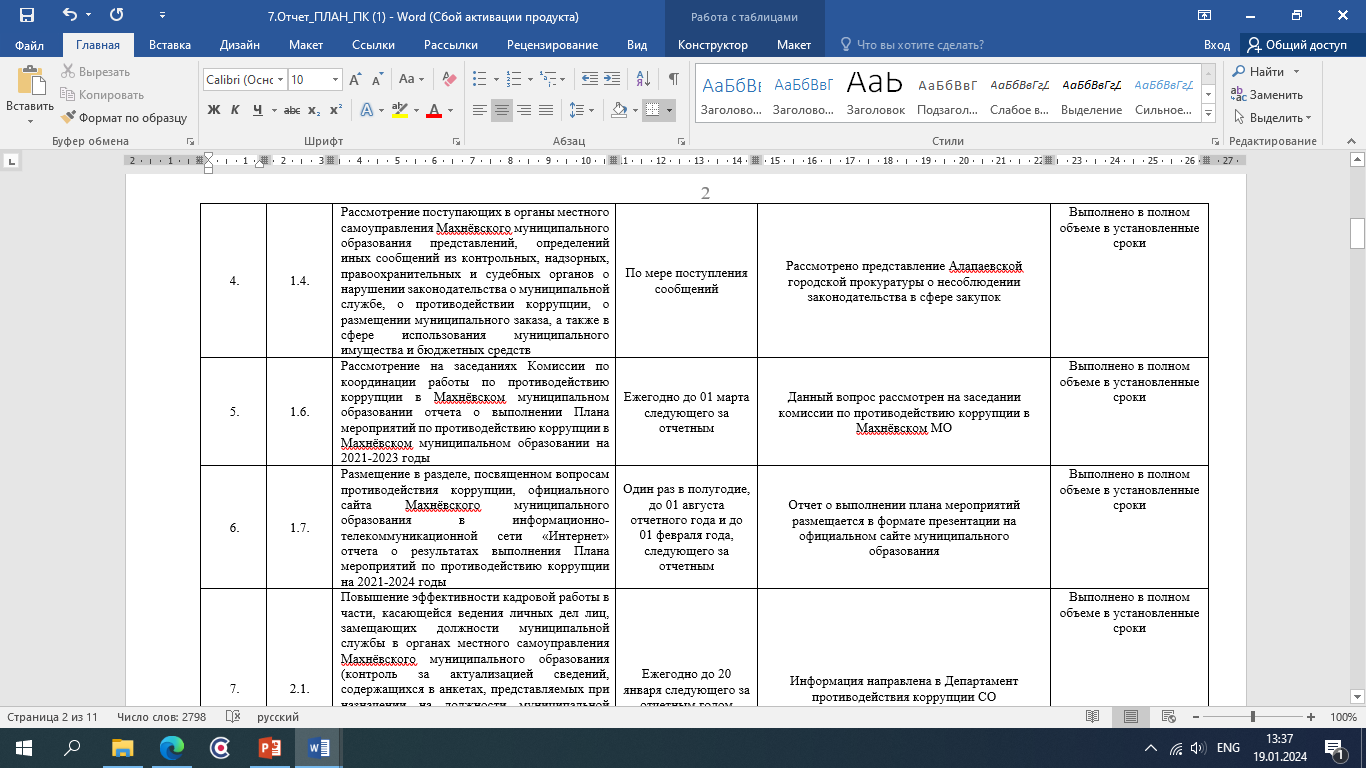 7.Отчет_ПЛАН_ПК (1) - Word (Сбой активации продукта)
Работа с таблицами
Файл Главная Вставка Дизайн Макет Ссылки Рассылки Рецензирование Вид Конструктор Макет Что вы хотите сделать? Вход Общий доступ
Вставить
Вырезать
Копировать
Формат по образцу
Буфер обмена
Calibri (Оснс 10
Ж К Ч abc x₂ x²
Шрифт
Абзац
АаБбВı АаБбВвГ АаЬ АаБбВвГ АаБбВвГгД АаБбВвГгД АаБбВвГгД
Заголово... Заголово... Заголовок Подзагол... Слабое в... Выделение Сильное...
Стили
Найти
Заменить
Выделить
Редактирование
2
4.
1.4.
Рассмотрение поступающих в органы местного
самоуправления Махнёвского муниципального
образования представлений, определений
иных сообщений из контрольных, надзорных,
правоохранительных и судебных органов о
нарушении законодательства о муниципальной
службе, о противодействии коррупции, о
размещении муниципального заказа, а также в
сфере использования муниципального
имущества и бюджетных средств
По мере поступления
сообщений
Рассмотрено представление Алапаевской
городской прокуратуры о несоблюдении
законодательства в сфере закупок
Выполнено в полном
объеме в установленные
сроки
5.
1.6.
Рассмотрение на заседаниях Комиссии по
координации работы по противодействию
коррупции в Махнёвском муниципальном
образовании отчета о выполнении Плана
мероприятий по противодействию коррупции в
Махнёвском муниципальном образовании на
2021-2023 годы
Ежегодно до 01 марта
следующего за
отчетным
Данный вопрос рассмотрен на заседании
комиссии по противодействию коррупции в
Махнёвском МО
Выполнено в полном
объеме в установленные
сроки
6.
1.7.
Размещение в разделе, посвященном вопросам
противодействия коррупции, официального
сайта Махнёвского муниципального
образования в информационно-
телекоммуникационной сети «Интернет»
отчета о результатах выполнения Плана
мероприятий по противодействию коррупции
на 2021-2024 годы
Один раз в полугодие,
до 01 августа
отчетного года и до
01 февраля года,
следующего за
отчетным
Отчет о выполнении плана мероприятий
размещается в формате презентации на
официальном сайте муниципального
образования
Выполнено в полном
объеме в установленные
сроки
7.
2.1.
Повышение эффективности кадровой работы в
части, касающейся ведения личных дел лиц,
замещающих должности муниципальной
службы в органах местного самоуправления
Махнёвского муниципального образования
(контроль за актуализацией сведений,
содержащихся в анкетах, представляемых при
назначении на должности муниципальной
Ежегодно до 20
января следующего за
отчетным годом
Информация направлена в Департамент
противодействия коррупции СО
Выполнено в полном
объеме в установленные
сроки
Страница 2 из 11 Число слов: 2798 русский 100%
ENG
13:37
19.01.2024
1